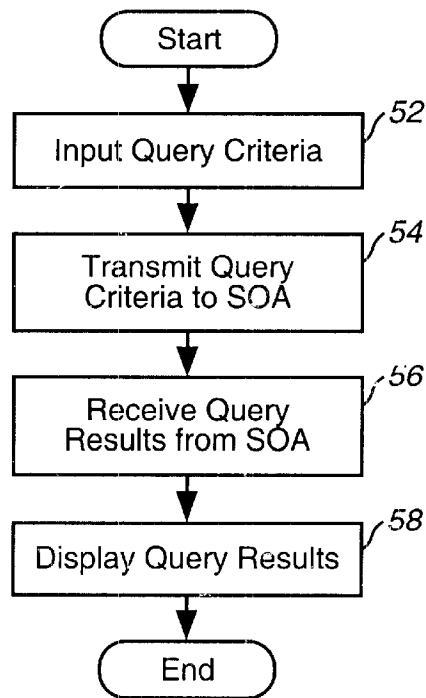 Start
52
Input Query Criteria
54
Transmit Query
Criteria to SOA
56
Receive Query
Results from SOA
58
Display Query Results
End